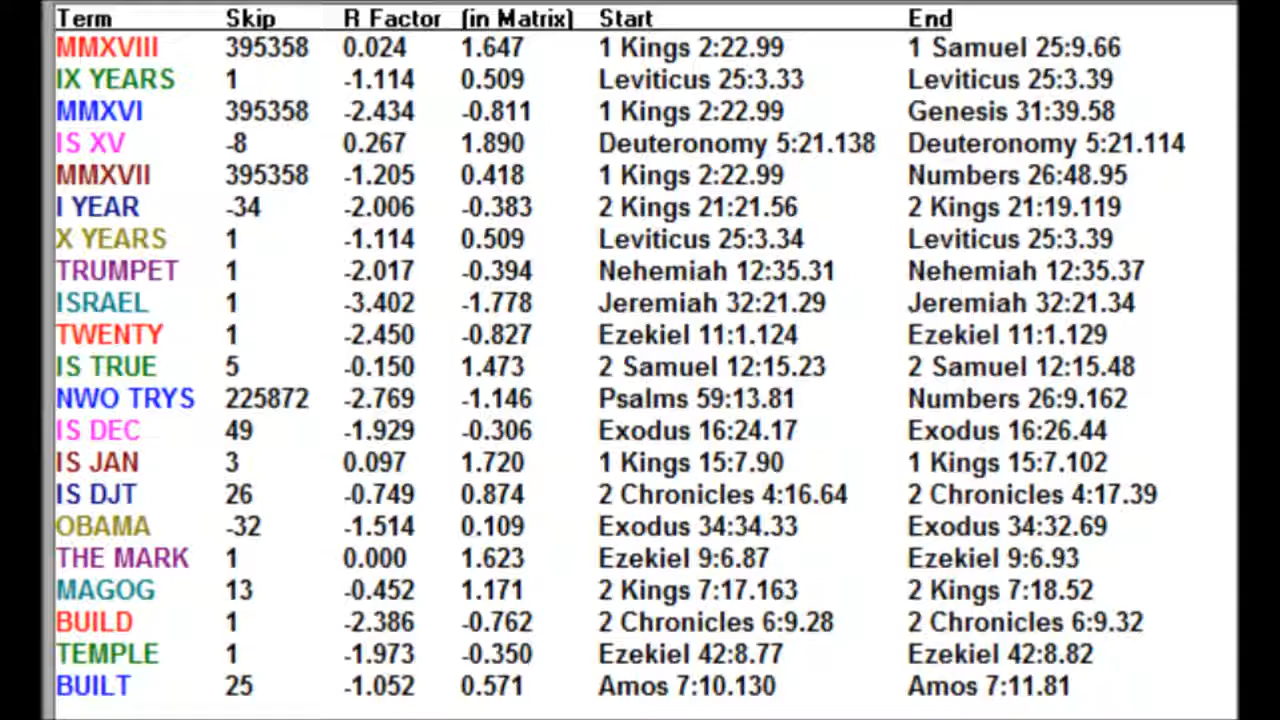 Term Skip R Factor (in Matrix) Start End
MMXVIII 395358 0.024 1.647 1 Kings 2:22.99 1 Samuel 25:9.66
IX YEARS 1 -1.114 0.509 Leviticus 25:3.33 Leviticus 25:3.39
MMXVI 395358 -2.434 -0.811 1 Kings 2:22.99 Genesis 31:39.58
IS XV -8 0.267 1.890 Deuteronomy 5:21.138 Deuteronomy 5:21.114
MMXVII 395358 -1.205 0.418 1 Kings 2:22.99 Numbers 26:48.95
I YEAR -34 -2.006 -0.383 2 Kings 21:21.56 2 Kings 21:19.119
X YEARS 1 -1.114 0.509 Leviticus 25:3.34 Leviticus 25:3.39
TRUMPET 1 -2.017 -0.394 Nehemiah 12:35.31 Nehemiah 12:35.37
ISRAEL 1 -3.402 -1.778 Jeremiah 32:21.29 Jeremiah 32:21.34
TWENTY 1 -2.450 -0.827 Ezekiel 11:1.124 Ezekiel 11:1.129
IS TRUE 5 -0.150 1.473 2 Samuel 12:15.23 2 Samuel 12:15.48
NWO TRYS 225872 -2.769 -1.146 Psalms 59:13.81 Numbers 26:9.162
IS DEC 49 -1.929 -0.306 Exodus 16:24.17 Exodus 16:26.44
IS JAN 3 0.097 1.720 1 Kings 15:7.90 1 Kings 15:7.102
IS DJT 26 -0.749 0.874 2 Chronicles 4:16.64 2 Chronicles 4:17.39
OBAMA -32 -1.514 0.109 Exodus 34:34.33 Exodus 34:32.69
THE MARK 1 0.000 1.623 Ezekiel 9:6.87 Ezekiel 9:6.93
MAGOG 13 -0.452 1.171 2 Kings 7:17.163 2 Kings 7:18.52
BUILD 1 -2.386 -0.762 2 Chronicles 6:9.28 2 Chronicles 6:9.32
TEMPLE 1 -1.973 -0.350 Ezekiel 42:8.77 Ezekiel 42:8.82
BUILT 25 -1.052 0.571 Amos 7:10.130 Amos 7:11.81